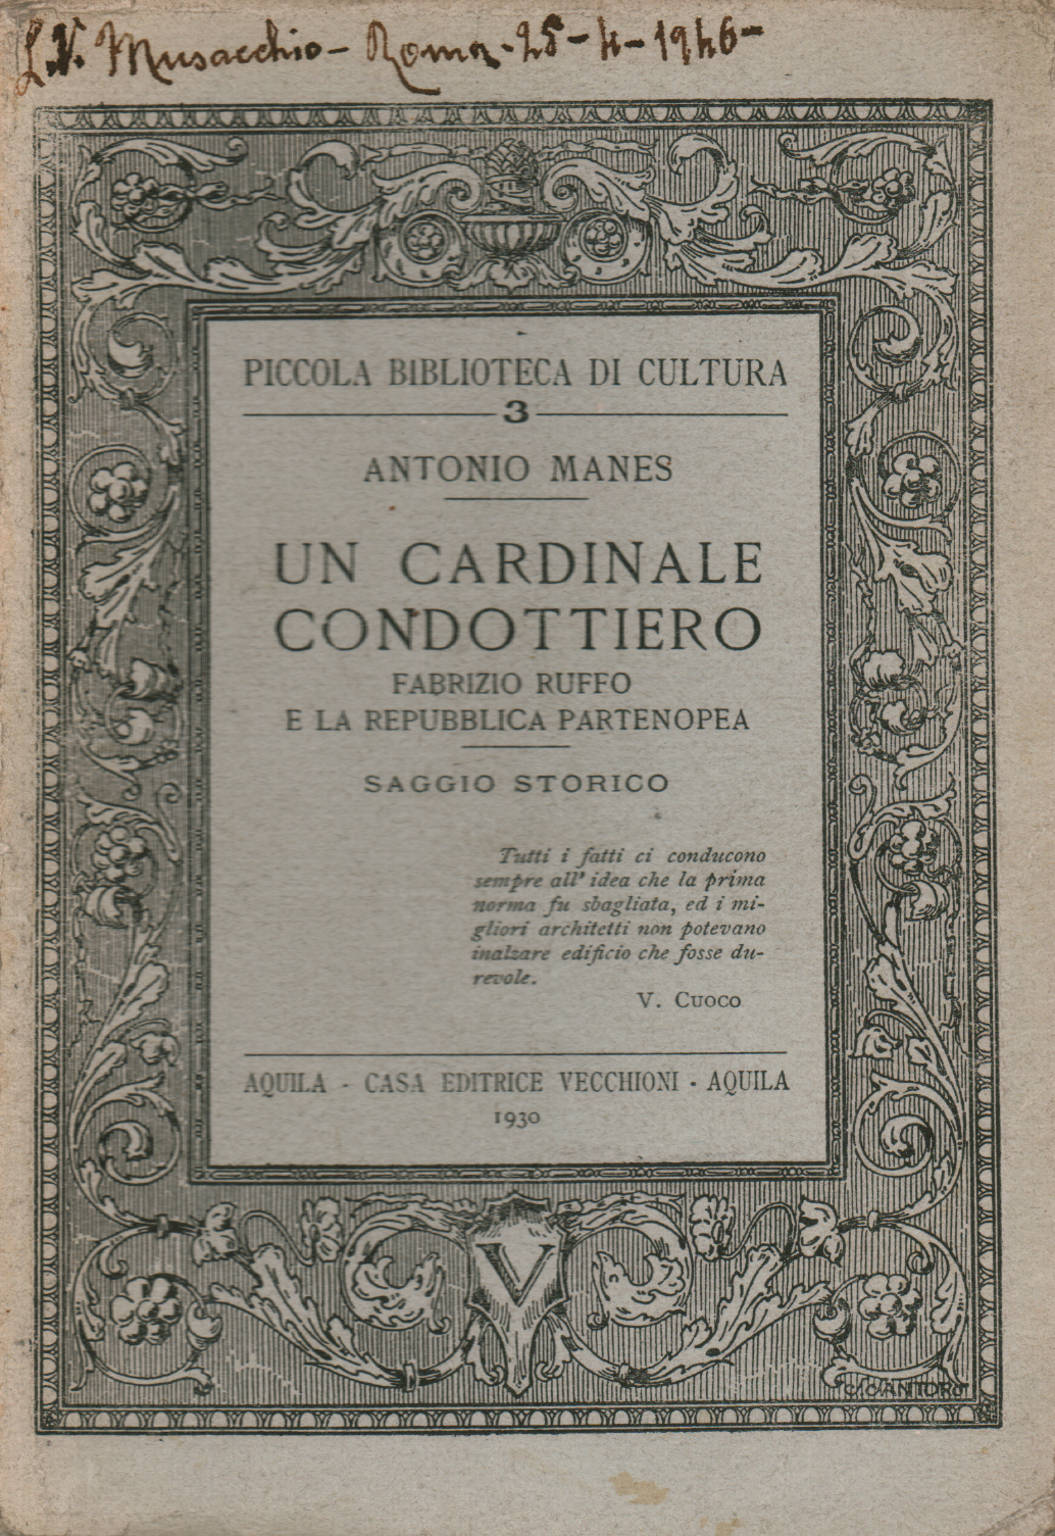 L. V. Musacchio - Roma - 25 - 4 - 1946 -
PICCOLA BIBLIOTECA DI CULTURA
3
ANTONIO MANES
UN CARDINALE
CONDOTTIERO
FABRIZIO RUFFO
E LA REPUBBLICA PARTENOPEA
SAGGIO STORICO
Tutti i fatti ci conducono
sempre all' idea che la prima
norma fu sbagliata, ed i mi-
gliori architetti non potevano
inalzare edificio che fosse du-
revole.
V. CUOCO
AQUILA - CASA EDITRICE VECCHIONI - AQUILA
1930
V